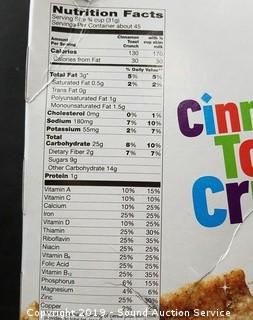 Nutrition Facts
Serving Size ¾ cup (31g)
Servings Per Container about 45
Amount Per Serving
Cinnamon Toast Crunch
with ½ cup skim milk
Calories 130 170
Calories from Fat 30 30
% Daily Value**
Total Fat 3g* 5% 5%
Saturated Fat 0.5g 2% 2%
Trans Fat 0g
Polyunsaturated Fat 1g
Monounsaturated Fat 1.5g
Cholesterol 0mg 0% 1%
Sodium 180mg 7% 10%
Potassium 55mg 2% 7%
Total
Carbohydrate 25g 8% 10%
Dietary Fiber 2g 7% 7%
Sugars 9g
Other Carbohydrate 14g
Protein 1g
Vitamin A 10% 15%
Vitamin C 10% 10%
Calcium 10% 25%
Iron 25% 25%
Vitamin D 10% 25%
Thiamin 25% 30%
Riboflavin 25% 35%
Niacin 25% 25%
Vitamin B6 25% 25%
Folic Acid 25% 25%
Vitamin B12 25% 35%
Phosphorus 6% 15%
Magnesium 4% 6%
Zinc 25% 30%
Copper
Cinn
To
Cru
Copyright 2019 - Sound Auction Service